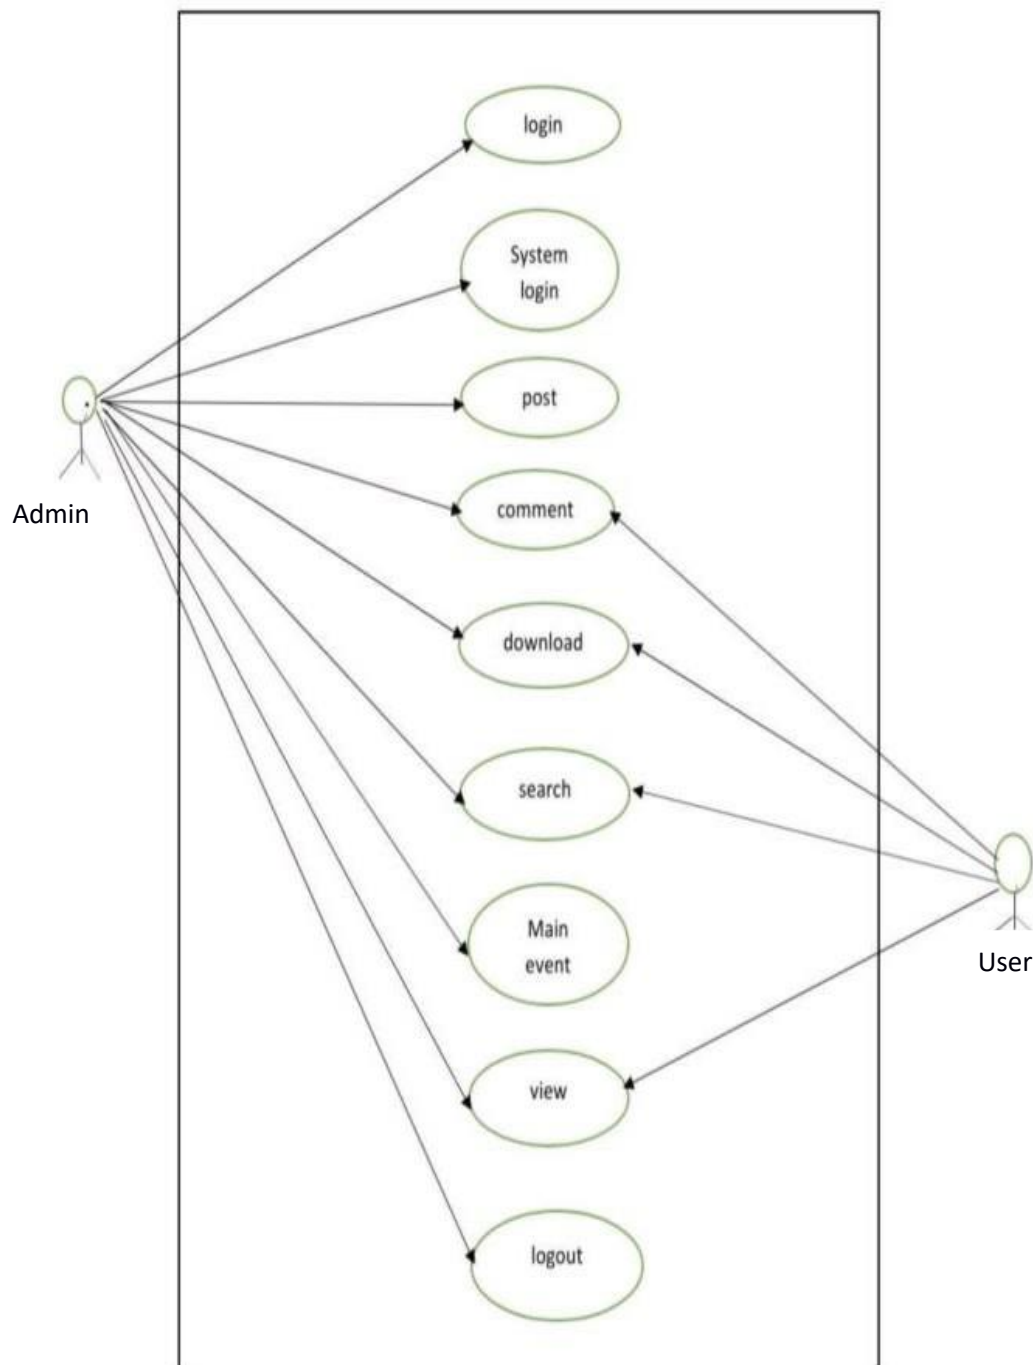 login
System
login
post
comment
Admin
download
search
Main
event
User
view
logout